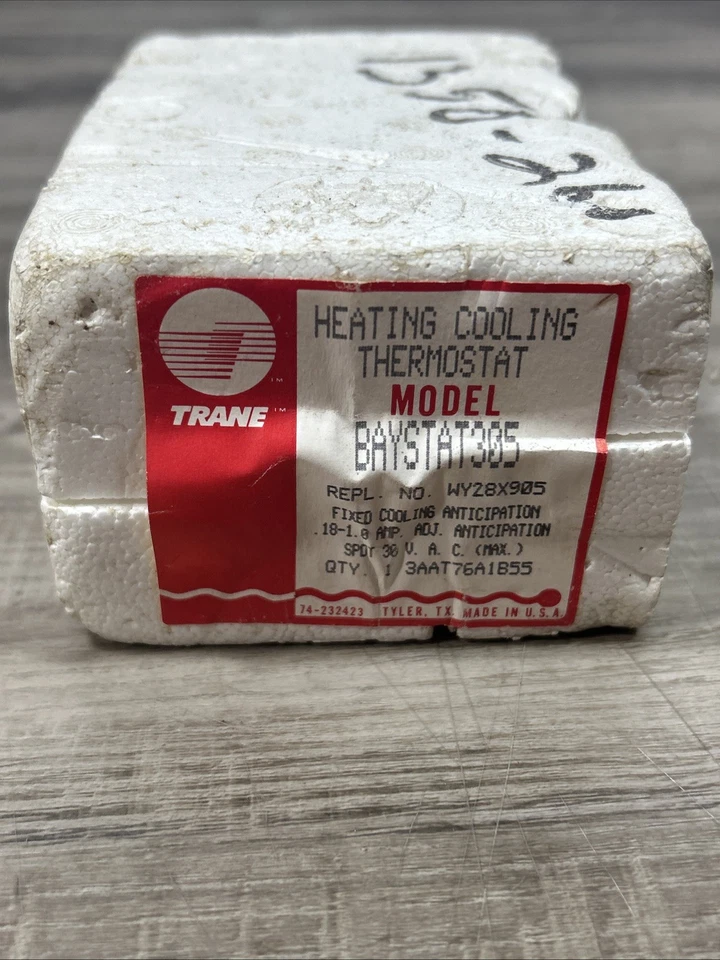 TRANE™
HEATING COOLING
THERMOSTAT
MODEL
BAYSTAT305
REPL. NO. WY28X905
FIXED COOLING ANTICIPATION
.18-1.0 AMP. ADJ. ANTICIPATION
SPDT 30 V. A. C. (MAX.)
QTY. 1 3AAT76A1B55
74-232423 TYLER, TX. MADE IN U.S.A